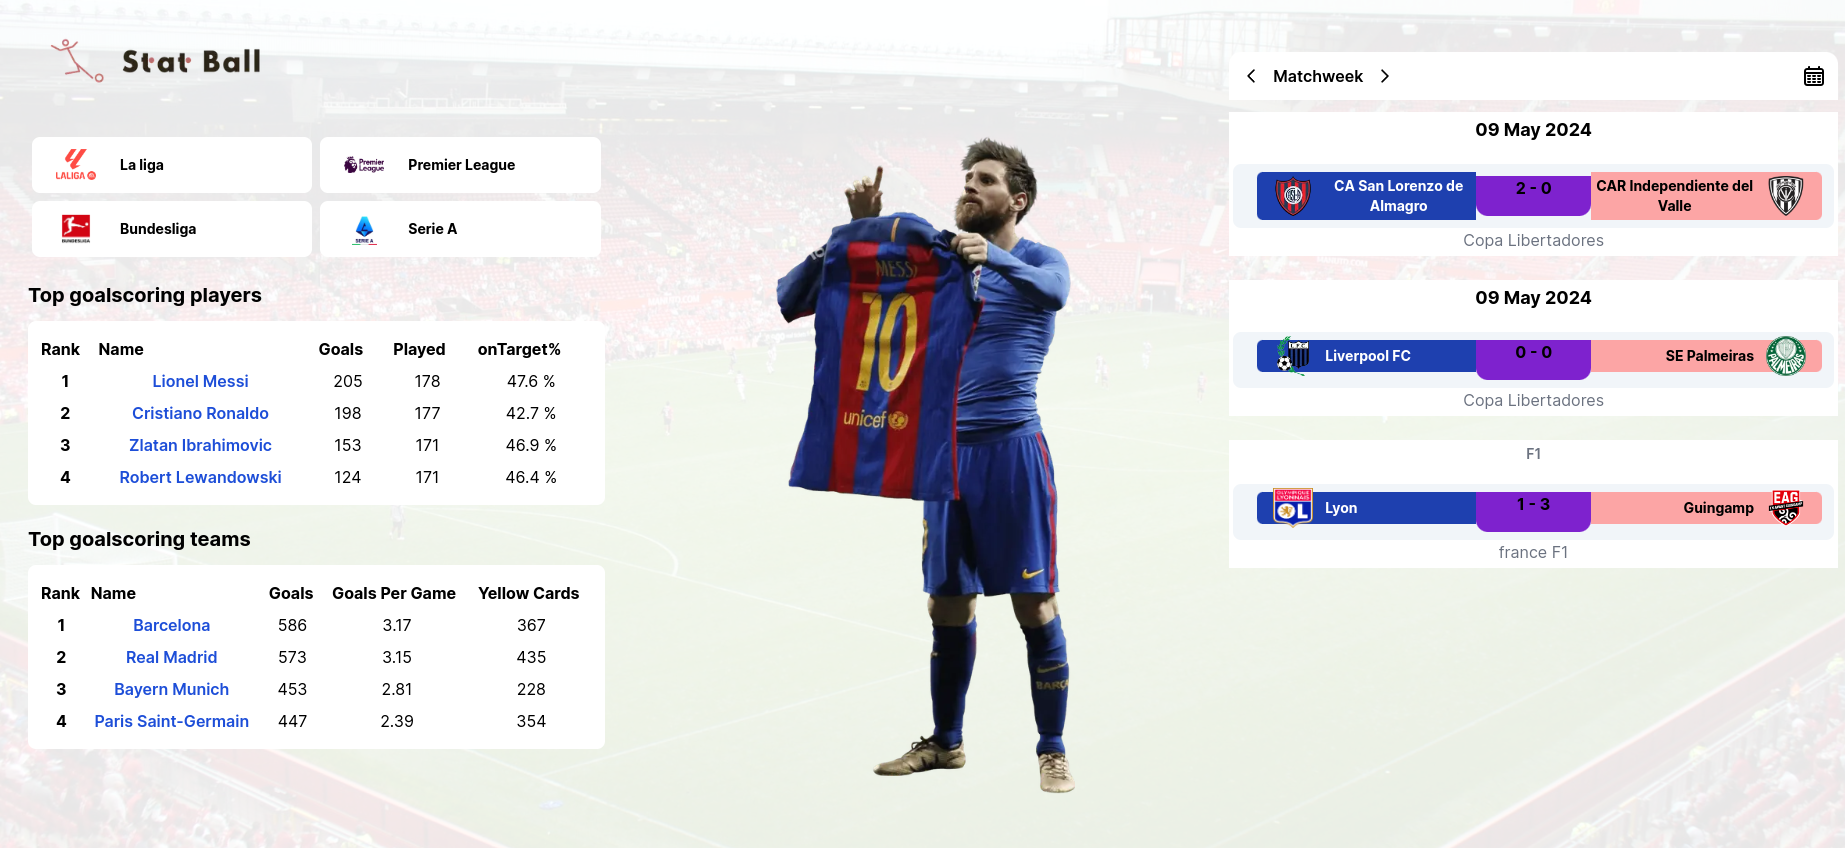 Stat Ball
LALIGA
La liga
Premier
League
Premier League
BUNDESLIGA
Bundesliga
SERIE A
Serie A
Top goalscoring players
Rank Name Goals Played onTarget%
1 Lionel Messi 205 178 47.6 %
2 Cristiano Ronaldo 198 177 42.7 %
3 Zlatan Ibrahimovic 153 171 46.9 %
4 Robert Lewandowski 124 171 46.4 %
Top goalscoring teams
Rank Name Goals Goals Per Game Yellow Cards
1 Barcelona 586 3.17 367
2 Real Madrid 573 3.15 435
3 Bayern Munich 453 2.81 228
4 Paris Saint-Germain 447 2.39 354
MESSI
10
unicef
BARÇA
Matchweek
09 May 2024
CA San Lorenzo de
Almagro
2 - 0
CAR Independiente del
Valle
Copa Libertadores
09 May 2024
Liverpool FC
0 - 0
SE Palmeiras
PALMEIRAS
Copa Libertadores
F1
OLYMPIQUE
LYONNAIS
OL
Lyon
1 - 3
Guingamp
EAG
france F1